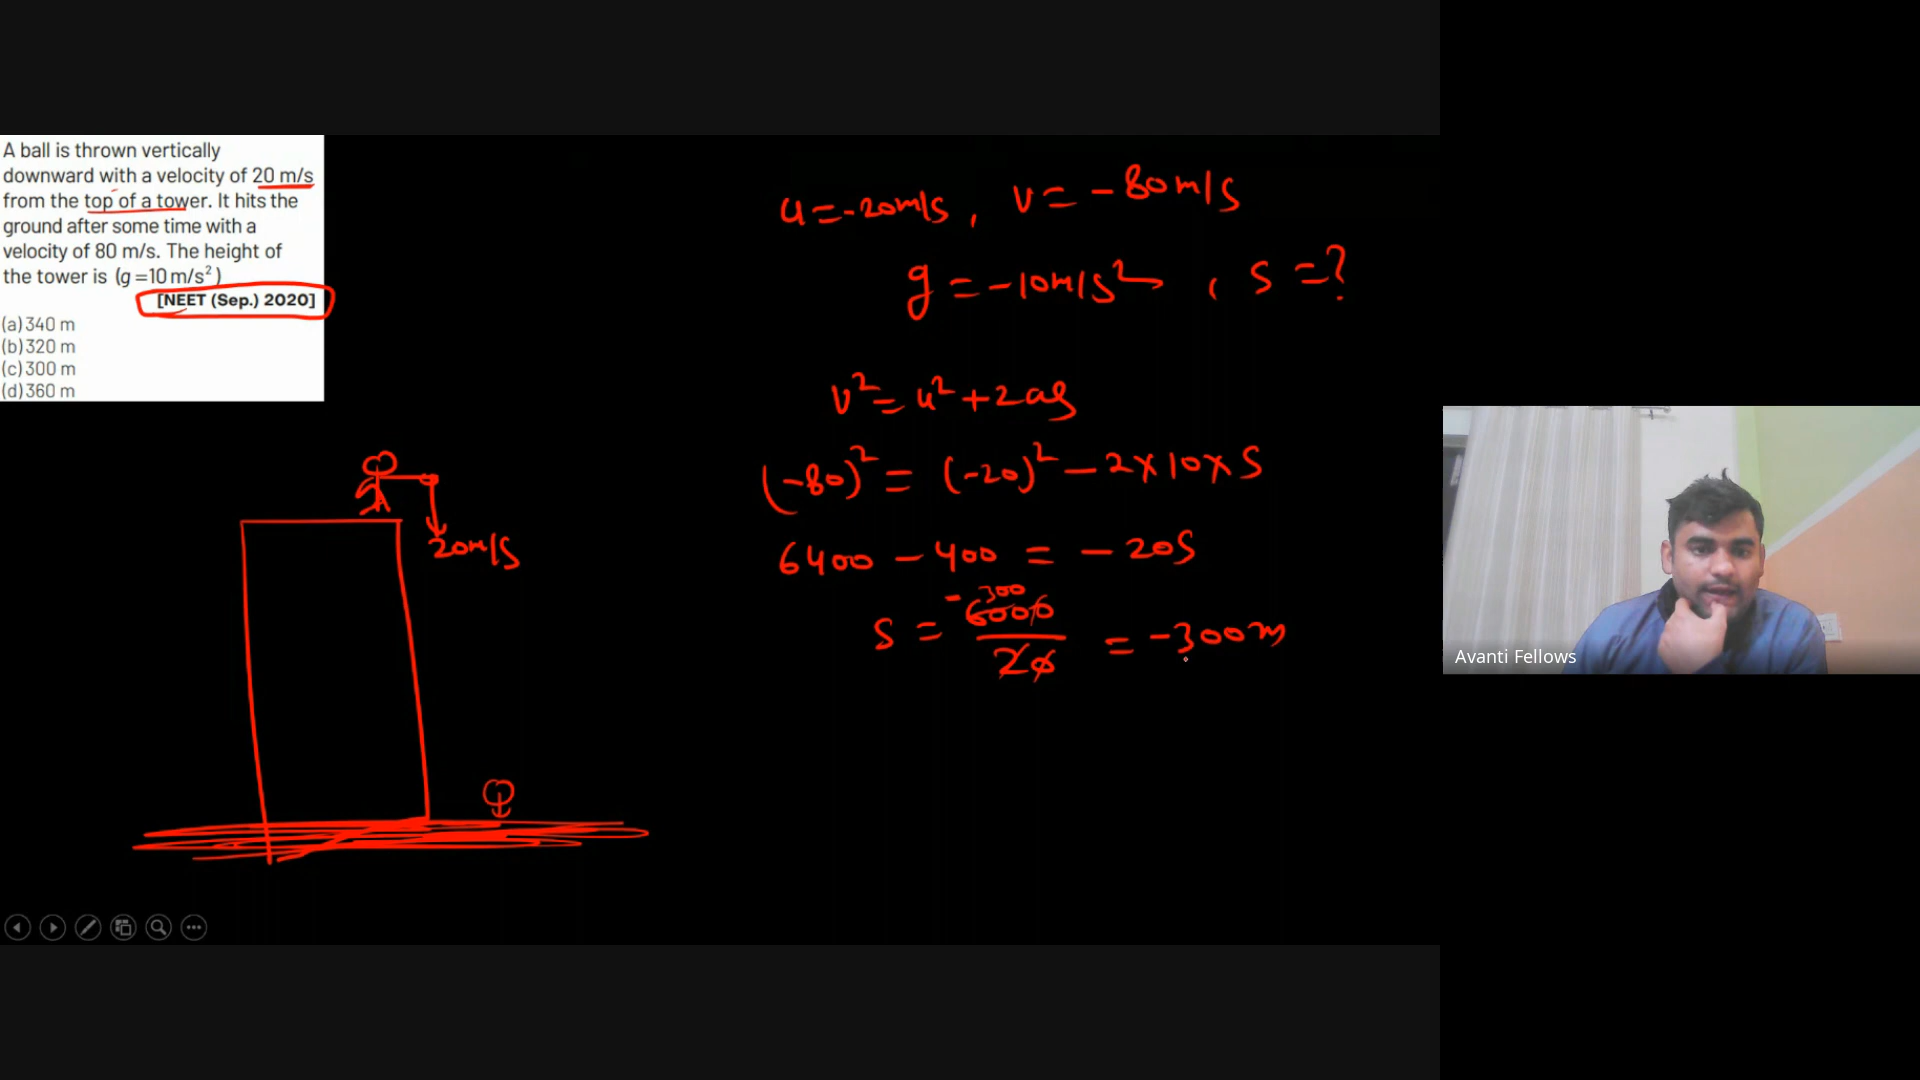 A ball is thrown vertically
downward with a velocity of 20 m/s
from the top of a tower. It hits the
ground after some time with a
velocity of 80 m/s. The height of
the tower is (g =10 m/s²)
[NEET (Sep.) 2020]
(a) 340 m
(b) 320 m
(c) 300 m
(d) 360 m
20m/s
u = -20m/s , v = - 80m/s
g = -10m/s² , s = ?
v² = u² + 2as
(-80)² = (-20)² - 2 x 10 x s
6400 - 400 = - 20s
s = -6000/20 = -300m
300
Avanti Fellows